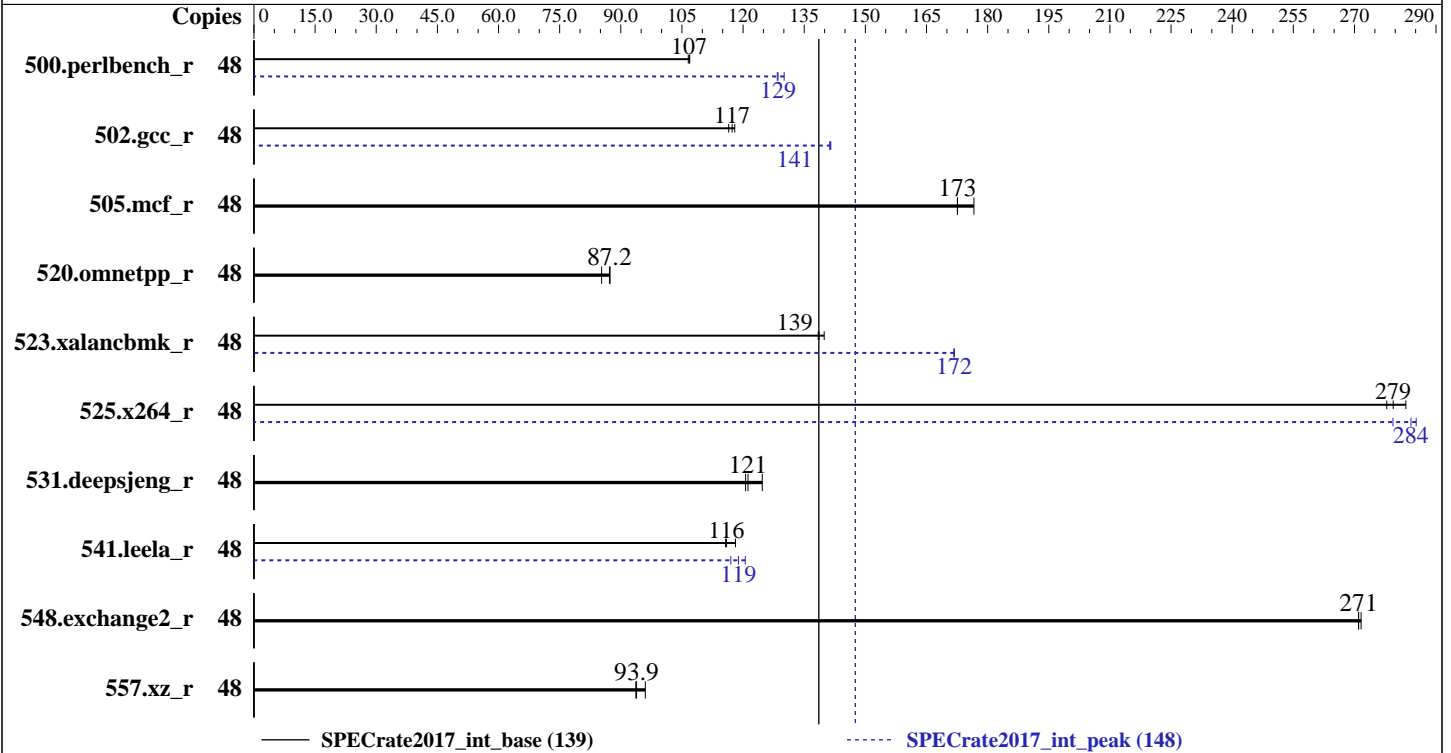 Copies 0 15.0 30.0 45.0 60.0 75.0 90.0 105 120 135 150 165 180 195 210 225 240 255 270 290
500.perlbench_r 48 107
129
502.gcc_r 48 117
141
505.mcf_r 48 173
520.omnetpp_r 48 87.2
523.xalancbmk_r 48 139
172
525.x264_r 48 279
284
531.deepsjeng_r 48 121
541.leela_r 48 116
119
548.exchange2_r 48 271
557.xz_r 48 93.9
SPECrate2017_int_base (139) SPECrate2017_int_peak (148)